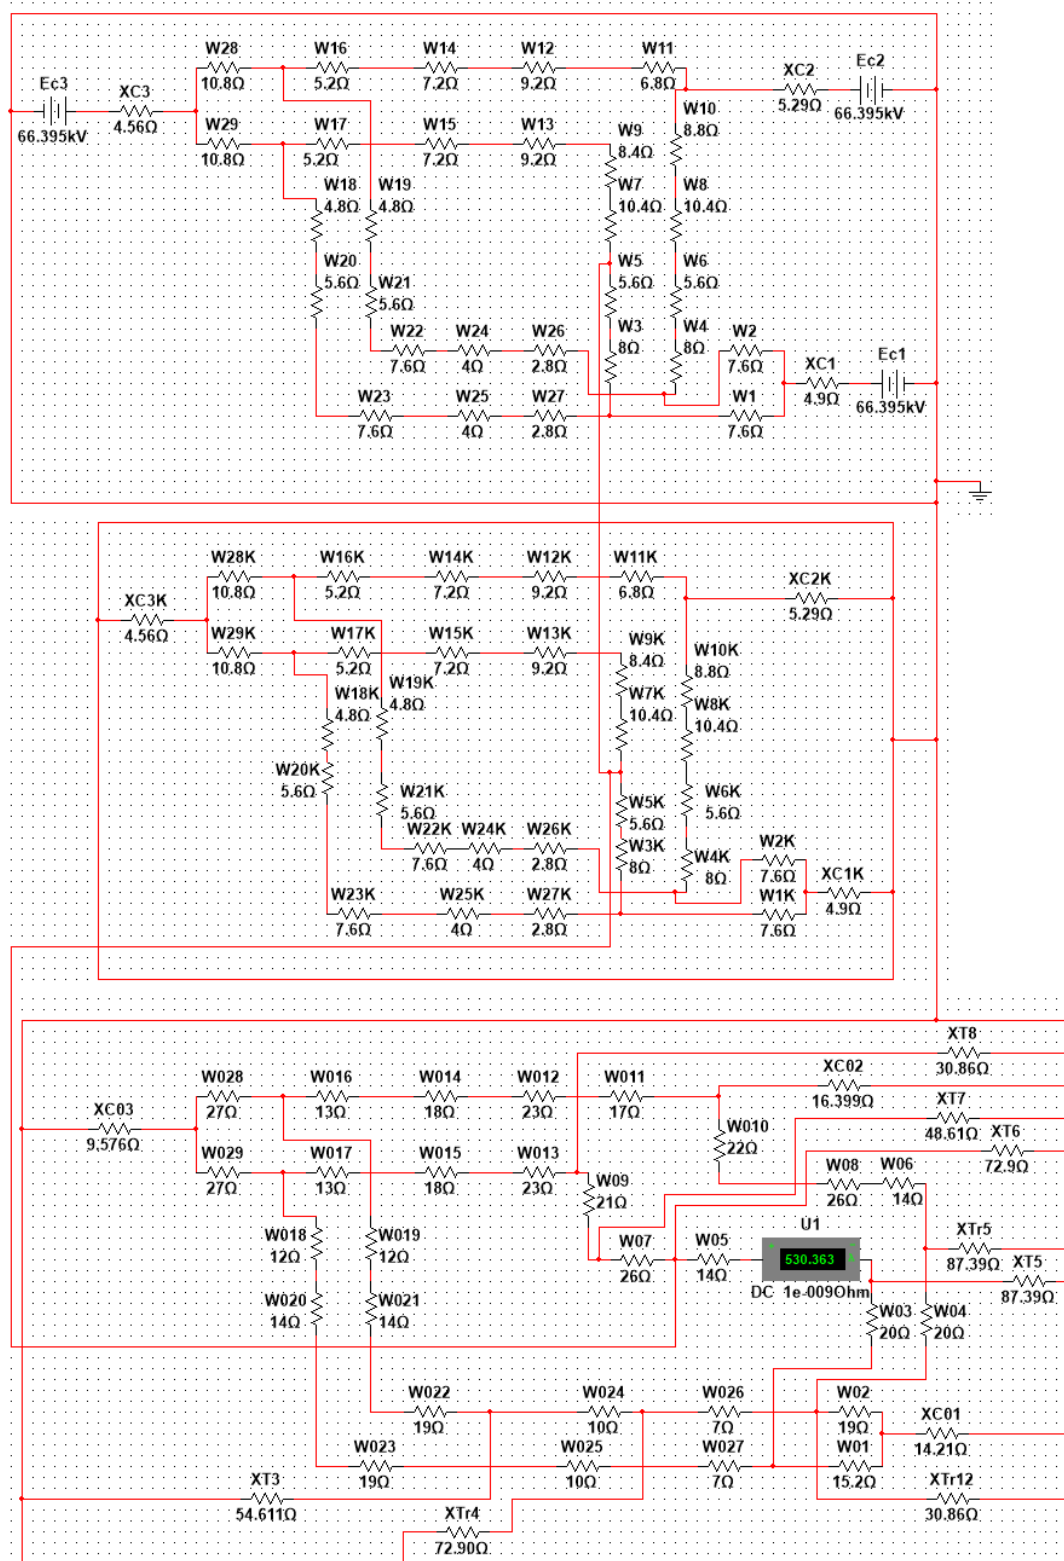 W28 W16 W14 W12 W11 Ec2
10.8Ω 5.2Ω 7.2Ω 9.2Ω 6.8Ω XC2
Ec3 XC3 5.29Ω 66.395kV
66.395kV 4.56Ω
W29 W17 W15 W13 W9 W10
10.8Ω 5.2Ω 7.2Ω 9.2Ω 8.4Ω 8.8Ω
W18 W19 W7 W8
4.8Ω 4.8Ω 10.4Ω 10.4Ω
W20 W21 W5 W6
5.6Ω 5.6Ω 5.6Ω 5.6Ω
W22 W24 W26 W3 W4 W2
7.6Ω 4Ω 2.8Ω 8Ω 8Ω 7.6Ω
XC1 Ec1
4.9Ω 66.395kV
W23 W25 W27 W1
7.6Ω 4Ω 2.8Ω 7.6Ω
W28K W16K W14K W12K W11K XC2K
10.8Ω 5.2Ω 7.2Ω 9.2Ω 6.8Ω 5.29Ω
XC3K
4.56Ω
W29K W17K W15K W13K W9K W10K
10.8Ω 5.2Ω 7.2Ω 9.2Ω 8.4Ω 8.8Ω
W18K W19K W7K W8K
4.8Ω 4.8Ω 10.4Ω 10.4Ω
W20K W21K W5K W6K
5.6Ω 5.6Ω 5.6Ω 5.6Ω
W22K W24K W26K W3K W4K W2K
7.6Ω 4Ω 2.8Ω 8Ω 8Ω 7.6Ω
XC1K
4.9Ω
W23K W25K W27K W1K
7.6Ω 4Ω 2.8Ω 7.6Ω
XT8
30.86Ω
W028 W016 W014 W012 W011 XC02
27Ω 13Ω 18Ω 23Ω 17Ω 16.399Ω
XC03 XT7
9.576Ω 48.61Ω
W010 XT6
22Ω 72.9Ω
W029 W017 W015 W013 W09 W08 W06
27Ω 13Ω 18Ω 23Ω 21Ω 26Ω 14Ω
W018 W019 W07 W05 U1 XTr5
12Ω 12Ω 26Ω 14Ω 530.363 87.39Ω
DC 1e-009Ohm
XT5
87.39Ω
W020 W021 W03 W04
14Ω 14Ω 20Ω 20Ω
W022 W024 W026 W02
19Ω 10Ω 7Ω 19Ω
XC01
14.21Ω
W023 W025 W027 W01
19Ω 10Ω 7Ω 15.2Ω
XT3 XTr12
54.611Ω 30.86Ω
XTr4
72.90Ω